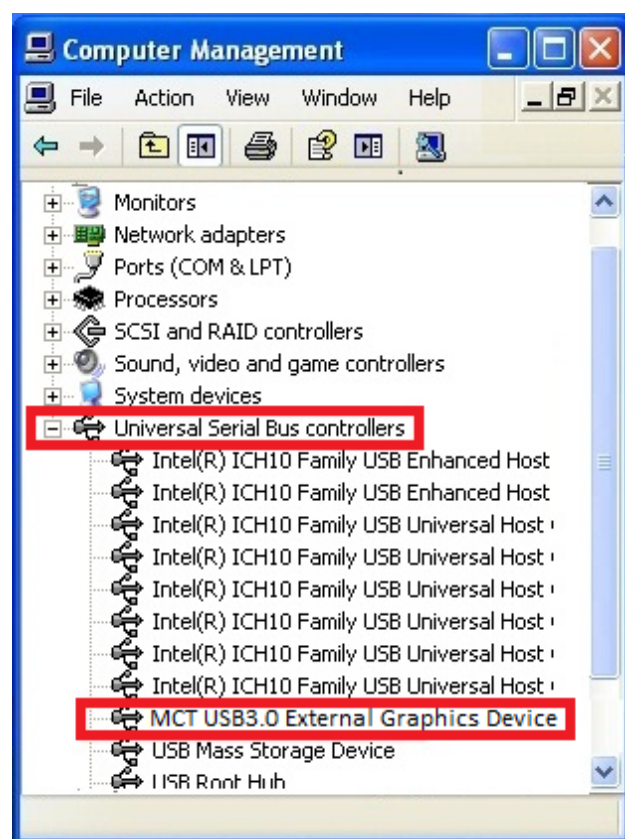 Computer Management
File Action View Window Help
Monitors
Network adapters
Ports (COM & LPT)
Processors
SCSI and RAID controllers
Sound, video and game controllers
System devices
Universal Serial Bus controllers
Intel(R) ICH10 Family USB Enhanced Host
Intel(R) ICH10 Family USB Enhanced Host
Intel(R) ICH10 Family USB Universal Host
Intel(R) ICH10 Family USB Universal Host
Intel(R) ICH10 Family USB Universal Host
Intel(R) ICH10 Family USB Universal Host
Intel(R) ICH10 Family USB Universal Host
Intel(R) ICH10 Family USB Universal Host
MCT USB3.0 External Graphics Device
USB Mass Storage Device
USB Root Hub